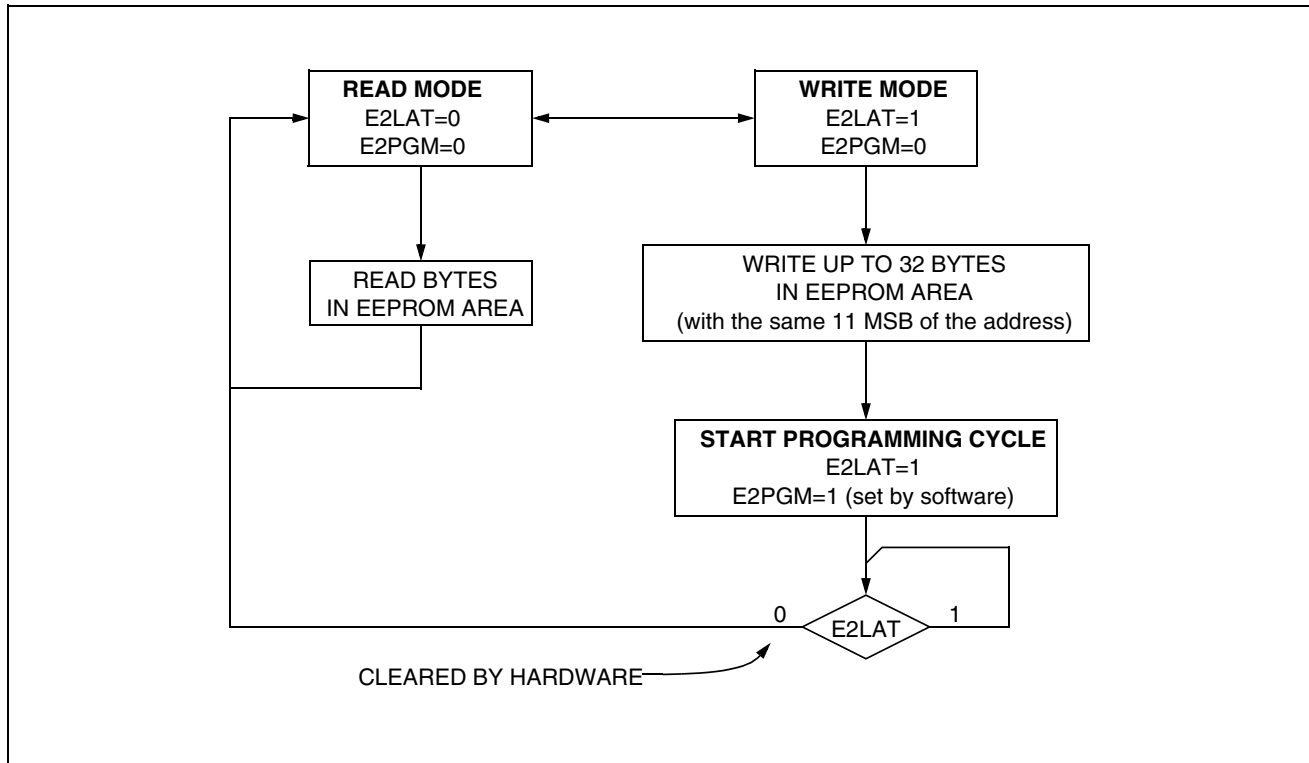 READ MODE
E2LAT=0
E2PGM=0
WRITE MODE
E2LAT=1
E2PGM=0
READ BYTES
IN EEPROM AREA
WRITE UP TO 32 BYTES
IN EEPROM AREA
(with the same 11 MSB of the address)
START PROGRAMMING CYCLE
E2LAT=1
E2PGM=1 (set by software)
0
E2LAT
1
CLEARED BY HARDWARE